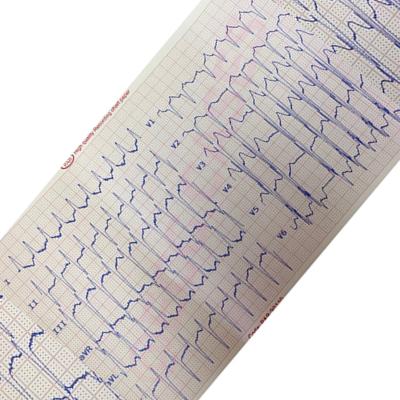 High Quality Recording chart paper
V1
V2
V3
V4
V5
V6
I
II
III
aVR
aVL